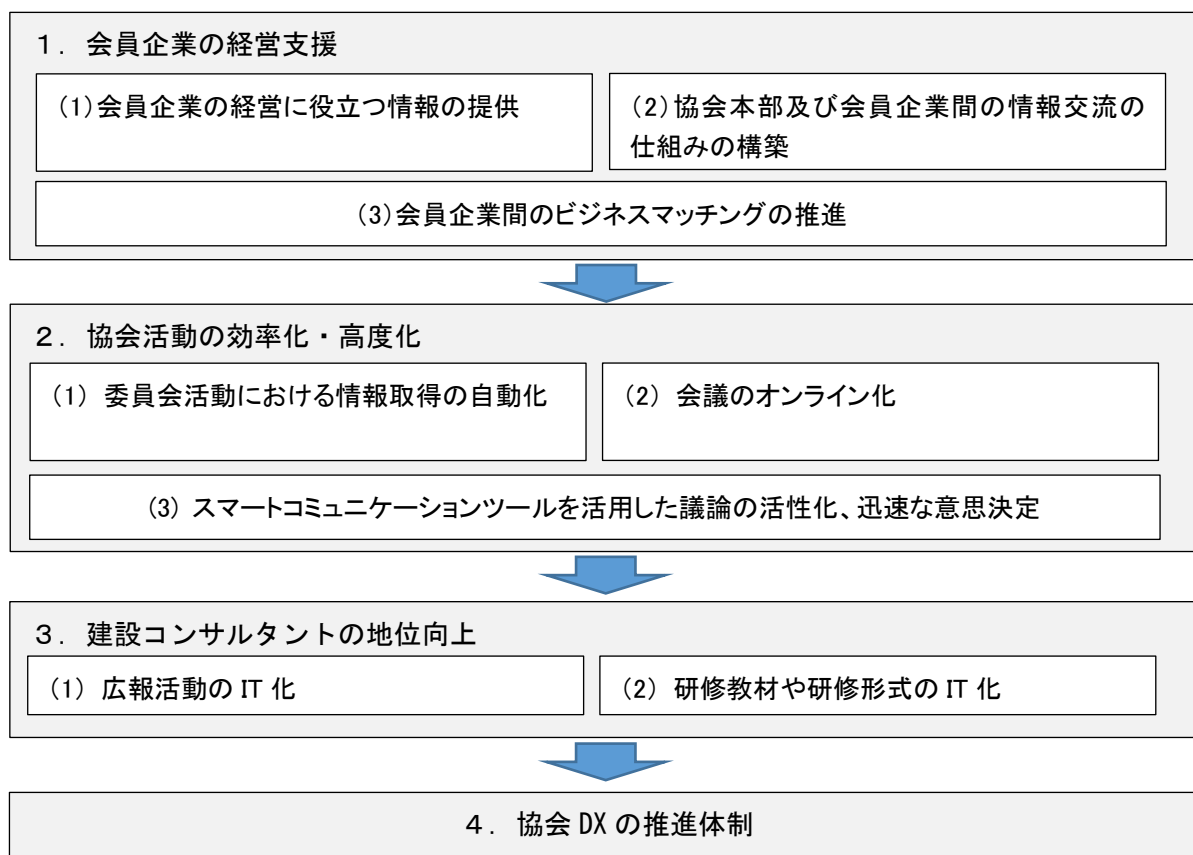 １．会員企業の経営支援
(1)会員企業の経営に役立つ情報の提供
(2)協会本部及び会員企業間の情報交流の
仕組みの構築
(3)会員企業間のビジネスマッチングの推進
２．協会活動の効率化・高度化
(1) 委員会活動における情報取得の自動化
(2) 会議のオンライン化
(3) スマートコミュニケーションツールを活用した議論の活性化、迅速な意思決定
３．建設コンサルタントの地位向上
(1) 広報活動の IT 化
(2) 研修教材や研修形式の IT 化
４．協会 DX の推進体制